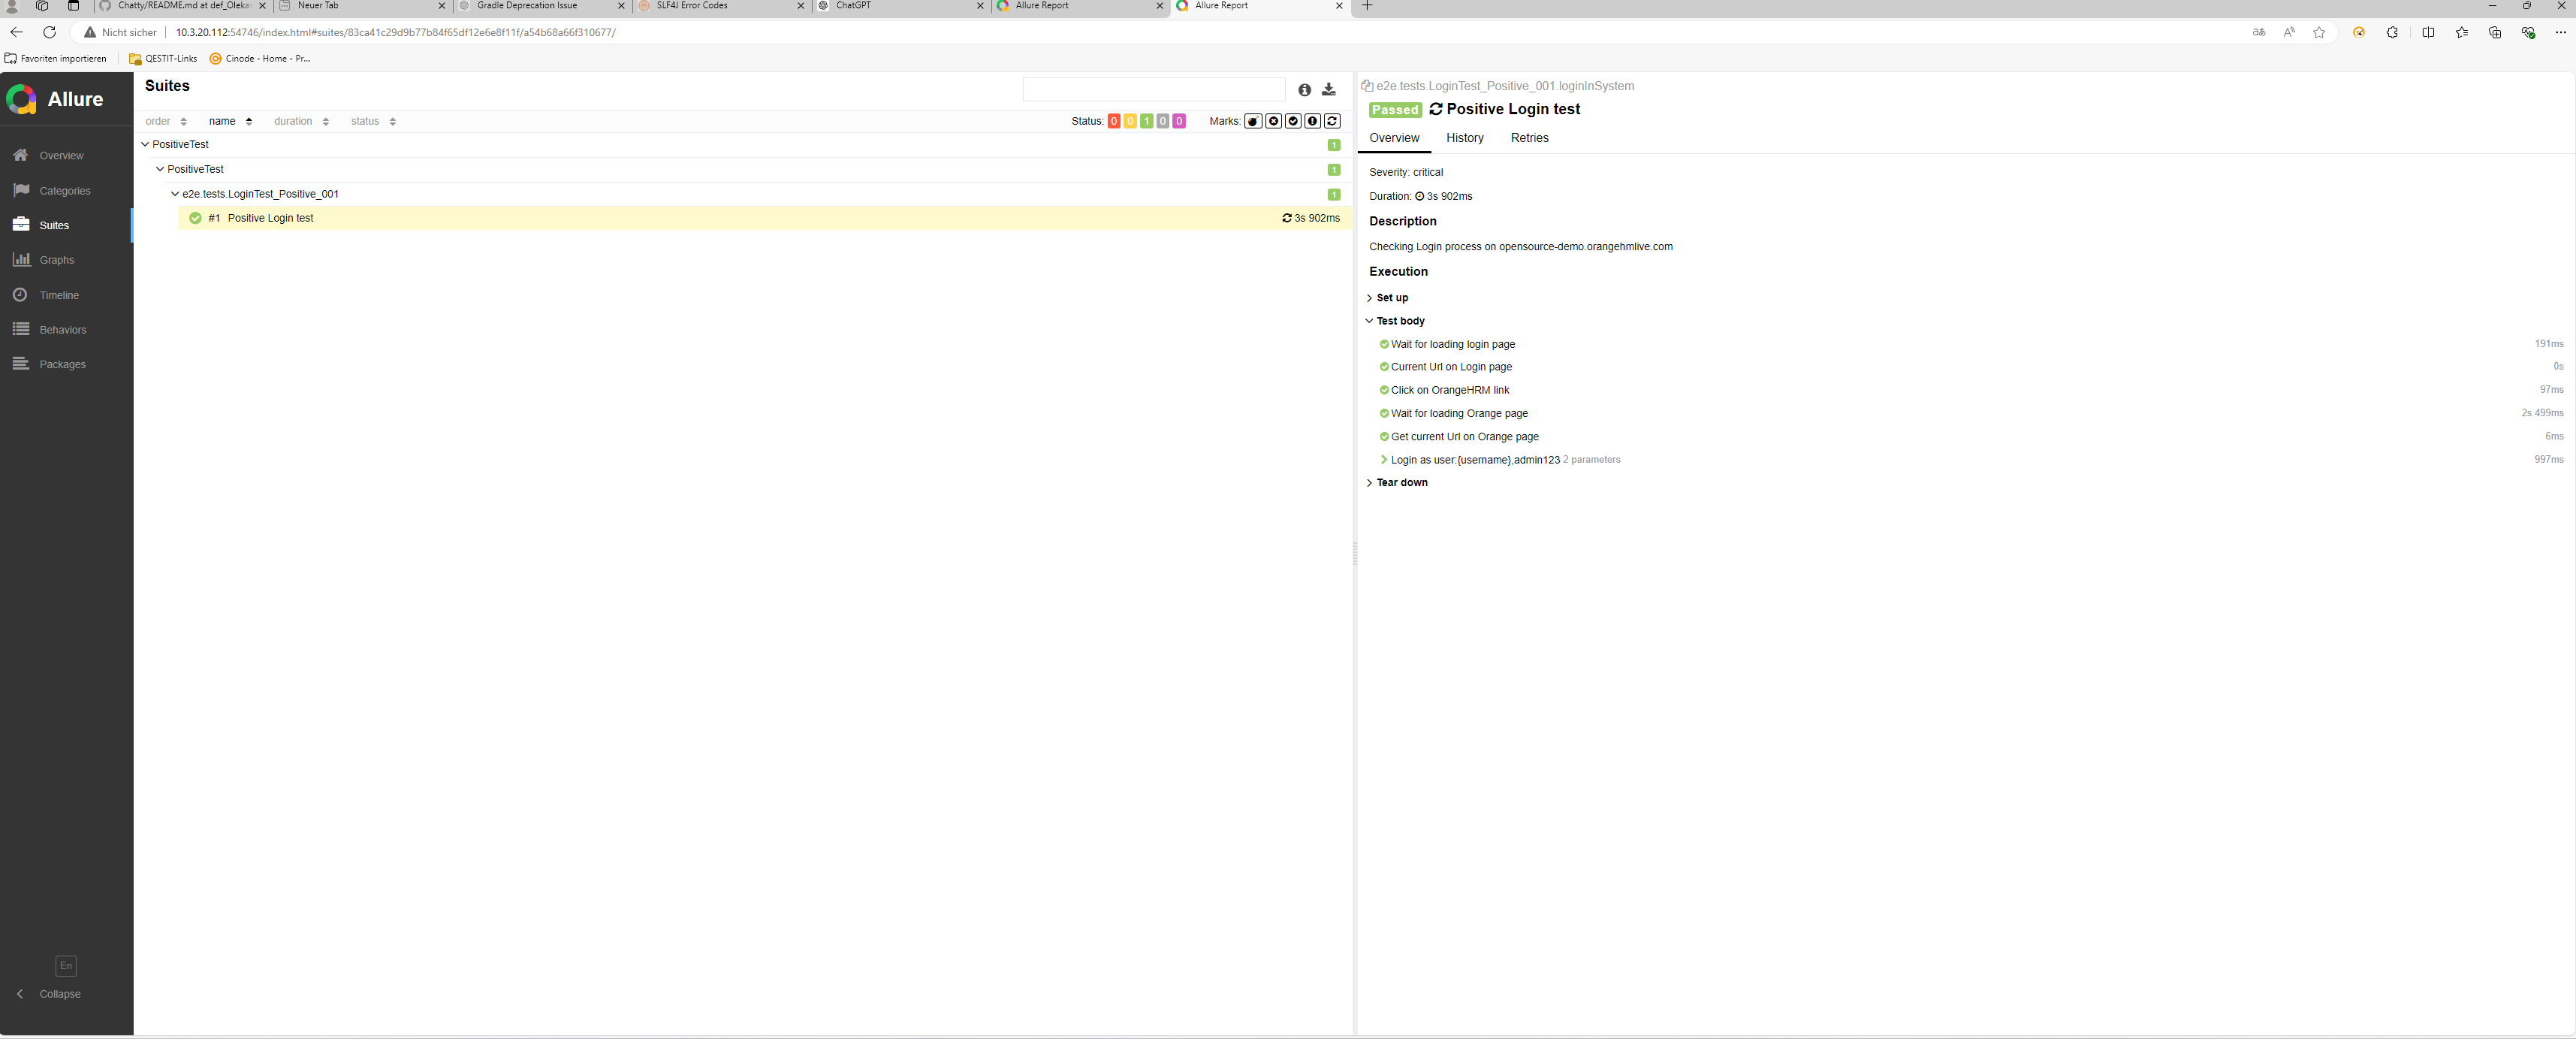 Chatty/README.md at def_Oleka
Neuer Tab
Gradle Deprecation Issue
SLF4J Error Codes
ChatGPT
Allure Report
Allure Report
Nicht sicher
10.3.20.112:54746/index.html#suites/83ca41c29d9b77b84f65df12e6e8f11f/a54b68a66f310677/
Favoriten importieren
QESTIT-Links
Cinode - Home - Pr...
Allure
Overview
Categories
Suites
Graphs
Timeline
Behaviors
Packages
En
Collapse
Suites
order name duration status
Status: 0 0 1 0 0 Marks:
PositiveTest 1
PositiveTest 1
e2e.tests.LoginTest_Positive_001 1
#1 Positive Login test 3s 902ms
e2e.tests.LoginTest_Positive_001.loginInSystem
Passed Positive Login test
Overview History Retries
Severity: critical
Duration: 3s 902ms
Description
Checking Login process on opensource-demo.orangehrmlive.com
Execution
Set up
Test body
Wait for loading login page 191ms
Current Url on Login page 0s
Click on OrangeHRM link 97ms
Wait for loading Orange page 2s 499ms
Get current Url on Orange page 6ms
Login as user:{username},admin123 2 parameters 997ms
Tear down